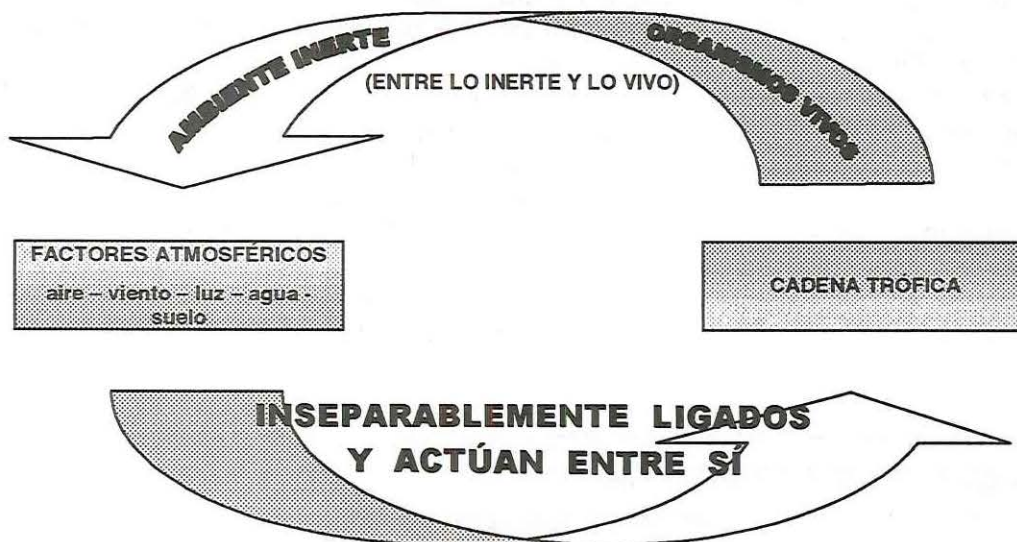 AMBIENTE INERTE
ORGANISMOS VIVOS
(ENTRE LO INERTE Y LO VIVO)
FACTORES ATMOSFÉRICOS
aire – viento – luz – agua -
suelo
CADENA TRÓFICA
INSEPARABLEMENTE LIGADOS
Y ACTÚAN ENTRE SÍ